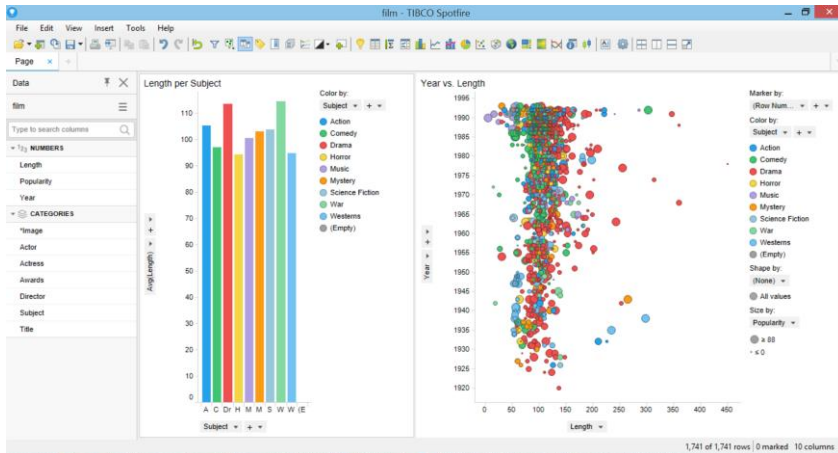 film - TIBCO Spotfire
File Edit View Insert Tools Help
Page × +
Data
film
Type to search columns
NUMBERS
Length
Popularity
Year
CATEGORIES
*Image
Actor
Actress
Awards
Director
Subject
Title
Length per Subject
110
100
90
80
70
60
50
40
30
20
10
0
Avg(Length)
A C Dr H M M S W W (E
Subject + 
Color by:
Subject + 
Action
Comedy
Drama
Horror
Music
Mystery
Science Fiction
War
Westerns
(Empty)
Year vs. Length
1996
1990
1985
1980
1975
1970
1965
1960
1956
1950
1945
1940
1935
1932
1926
1920
Year
0 50 100 150 200 250 300 350 400 450
Length
Marker by:
(Row Num... + 
Color by:
Subject + 
Action
Comedy
Drama
Horror
Music
Mystery
Science Fiction
War
Westerns
(Empty)
Shape by:
(None)
All values
Size by:
Popularity
≥ 88
≤ 0
1,741 of 1,741 rows 0 marked 10 columns